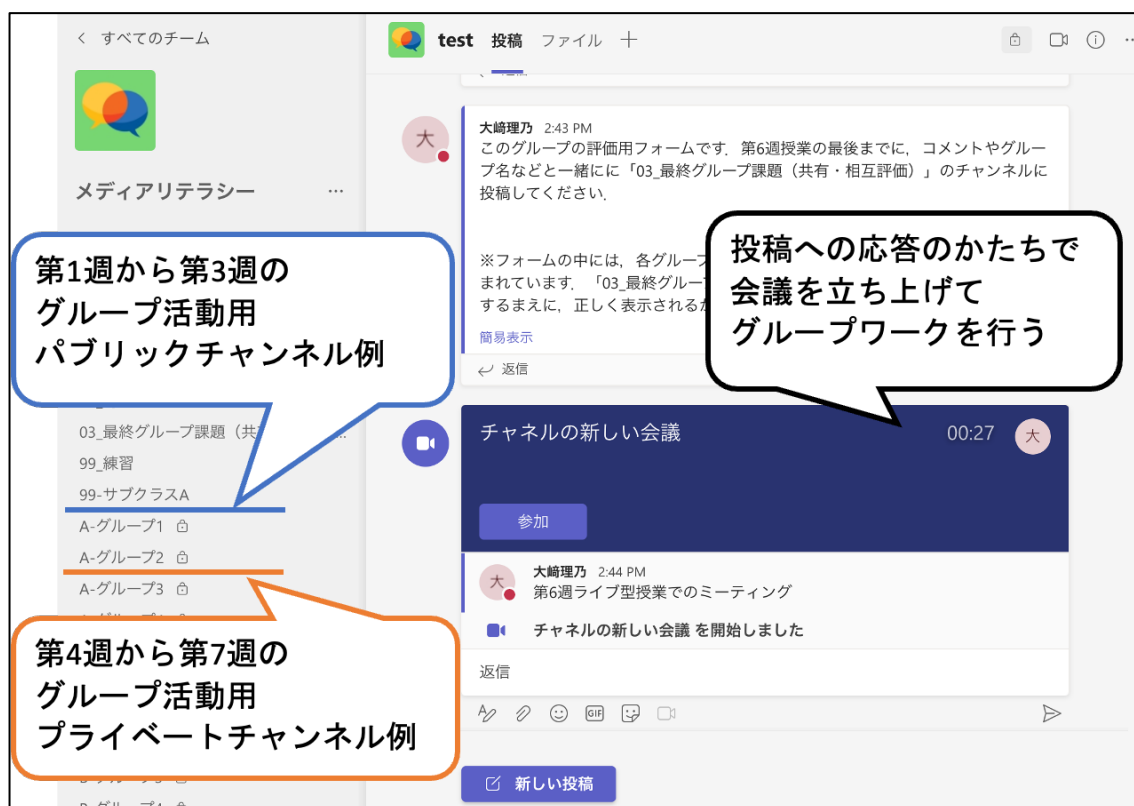 すべてのチーム
メディアリテラシー
第1週から第3週の
グループ活動用
パブリックチャンネル例
03_最終グループ課題（共
99_練習
99-サブクラスA
A-グループ1
A-グループ2
A-グループ3
第4週から第7週の
グループ活動用
プライベートチャンネル例
test 投稿 ファイル
大﨑理乃 2:43 PM
このグループの評価用フォームです．第6週授業の最後までに，コメントやグルー
プ名などと一緒にに「03_最終グループ課題（共有・相互評価）」のチャンネルに
投稿してください．
※フォームの中には，各グループ
まれています．「03_最終グルー
するまえに，正しく表示されるか
簡易表示
返信
投稿への応答のかたちで
会議を立ち上げて
グループワークを行う
チャネルの新しい会議 00:27 大
参加
大﨑理乃 2:44 PM
第6週ライブ型授業でのミーティング
チャネルの新しい会議 を開始しました
返信
GIF
新しい投稿